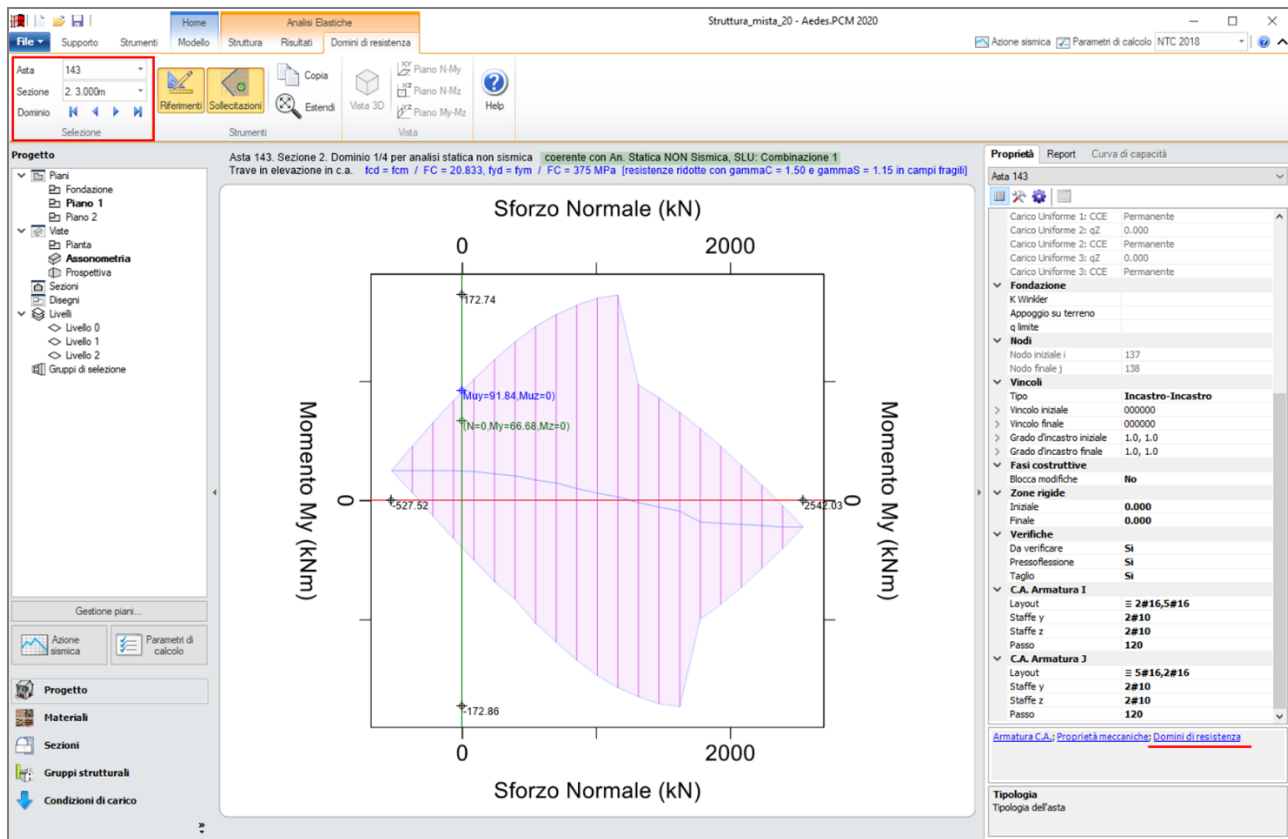 Home
Analisi Elastiche
Struttura_mista_20 - Aedes.PCM 2020
File
Supporto
Strumenti
Modello
Struttura
Risultati
Domini di resistenza
Azione sismica
Parametri di calcolo
NTC 2018
Asta
143
Sezione
2. 3.000m
Dominio
Selezione
Riferimenti
Sollecitazioni
Copia
Estendi
Strumenti
Vista 3D
Piano N-My
Piano N-Mz
Piano My-Mz
Vista
Help
Progetto
Piani
Fondazione
Piano 1
Piano 2
Viste
Pianta
Assonometria
Prospettiva
Sezioni
Disegni
Livelli
Livello 0
Livello 1
Livello 2
Gruppi di selezione
Gestione piani...
Azione sismica
Parametri di calcolo
Progetto
Materiali
Sezioni
Gruppi strutturali
Condizioni di carico
Asta 143. Sezione 2. Dominio 1/4 per analisi statica non sismica coerente con An. Statica NON Sismica, SLU: Combinazione 1
Trave in elevazione in c.a. fcd = fcm / FC = 20.833, fyd = fym / FC = 375 MPa [resistenze ridotte con gammaC = 1.50 e gammaS = 1.15 in campi fragili]
Sforzo Normale (kN)
0 2000
172.74
Muy=91.84,Muz=0)
(N=0,My=66.68,Mz=0)
Momento My (kNm)
0
-527.52
2542.03
0
Momento My (kNm)
-172.86
0 2000
Sforzo Normale (kN)
Proprietà Report Curva di capacità
Asta 143
Carico Uniforme 1: CCE Permanente
Carico Uniforme 2: qZ 0.000
Carico Uniforme 2: CCE Permanente
Carico Uniforme 3: qZ 0.000
Carico Uniforme 3: CCE Permanente
Fondazione
K Winkler
Appoggio su terreno
q limite
Nodi
Nodo iniziale i 137
Nodo finale j 138
Vincoli
Tipo Incastro-Incastro
Vincolo iniziale 000000
Vincolo finale 000000
Grado d'incastro iniziale 1.0, 1.0
Grado d'incastro finale 1.0, 1.0
Fasi costruttive
Blocca modifiche No
Zone rigide
Iniziale 0.000
Finale 0.000
Verifiche
Da verificare Sì
Pressoflessione Sì
Taglio Sì
C.A. Armatura I
Layout ≡ 2#16,5#16
Staffe y 2#10
Staffe z 2#10
Passo 120
C.A. Armatura J
Layout ≡ 5#16,2#16
Staffe y 2#10
Staffe z 2#10
Passo 120
Armatura C.A.; Proprietà meccaniche; Domini di resistenza
Tipologia
Tipologia dell'asta